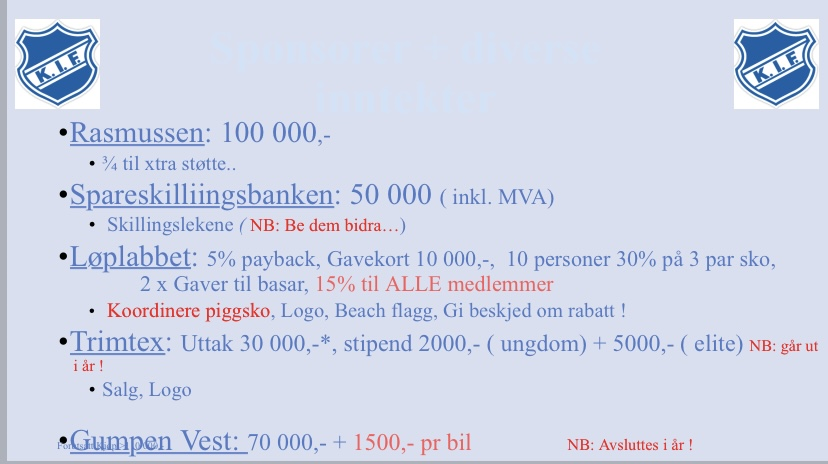 Sponsorer + diverse
inntekter
K.I.F.
K.I.F.
•Rasmussen: 100 000,-
• ¾ til xtra støtte..
•Spareskilliingsbanken: 50 000 ( inkl. MVA)
• Skillingslekene ( NB: Be dem bidra…)
•Løplabbet: 5% payback, Gavekort 10 000,-, 10 personer 30% på 3 par sko,
2 x Gaver til basar, 15% til ALLE medlemmer
• Koordinere piggsko, Logo, Beach flagg, Gi beskjed om rabatt !
•Trimtex: Uttak 30 000,-*, stipend 2000,- ( ungdom) + 5000,- ( elite) NB: går ut
i år !
• Salg, Logo
•Gumpen Vest: 70 000,- + 1500,- pr bil NB: Avsluttes i år !